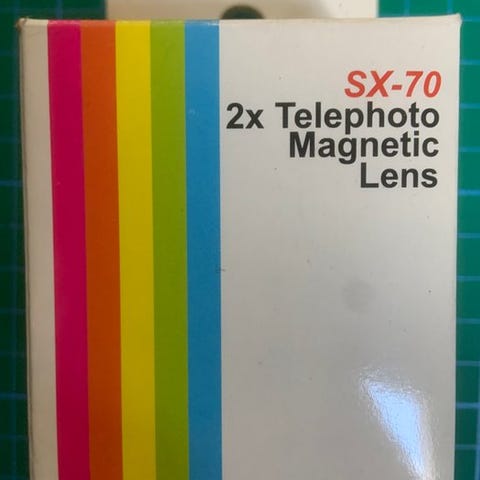 SX-70
2x Telephoto
Magnetic
Lens